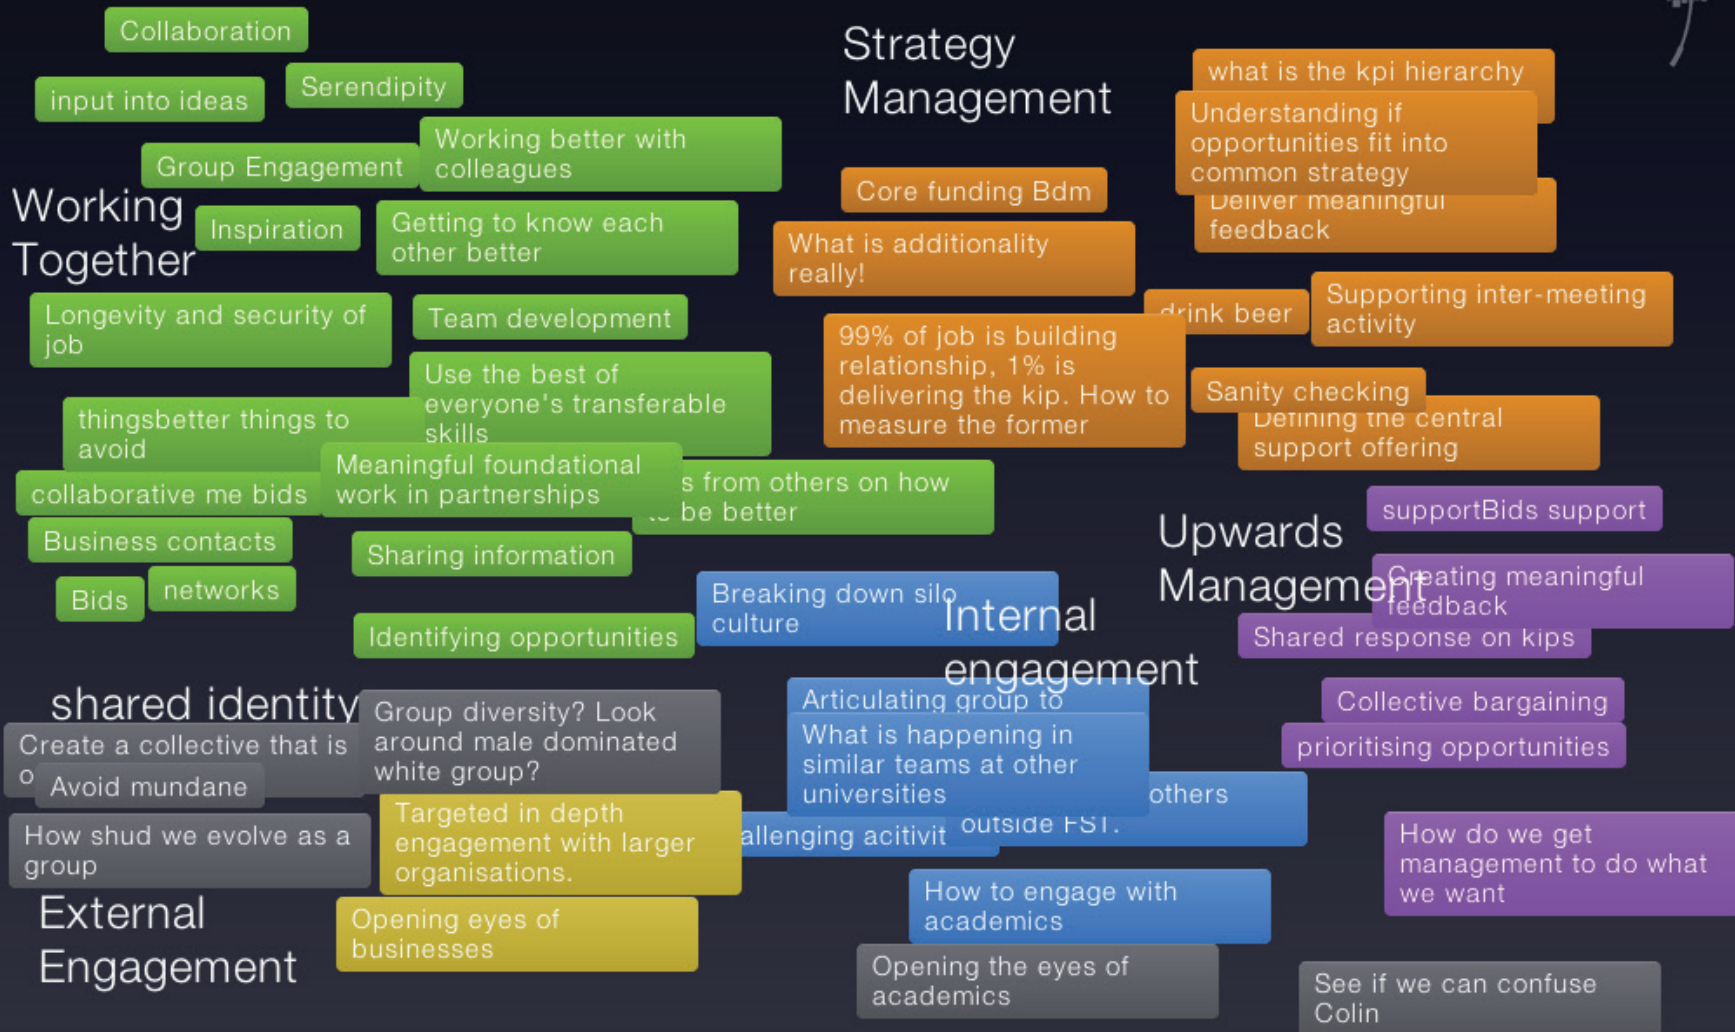 Collaboration
input into ideas
Serendipity
Group Engagement
Working better with
colleagues
Working
Together
Inspiration
Getting to know each
other better
Longevity and security of
job
Team development
Use the best of
everyone's transferable
skills
thingsbetter things to
avoid
Meaningful foundational
work in partnerships
collaborative me bids
from others on how
be better
Business contacts
Sharing information
Bids
networks
Identifying opportunities
Strategy
Management
what is the kpi hierarchy
Understanding if
opportunities fit into
common strategy
Deliver meaningful
feedback
Core funding Bdm
What is additionality
really!
drink beer
Supporting inter-meeting
activity
99% of job is building
relationship, 1% is
delivering the kip. How to
measure the former
Sanity checking
Defining the central
support offering
Upwards
Management
supportBids support
Creating meaningful
feedback
Shared response on kips
Collective bargaining
prioritising opportunities
How do we get
management to do what
we want
Breaking down silo
culture
Internal
engagement
Articulating group to
What is happening in
similar teams at other
universities
others
outside FST.
How to engage with
academics
Opening the eyes of
academics
See if we can confuse
Colin
shared identity
Group diversity? Look
around male dominated
white group?
Create a collective that is
Avoid mundane
How shud we evolve as a
group
External
Engagement
Targeted in depth
engagement with larger
organisations.
Opening eyes of
businesses